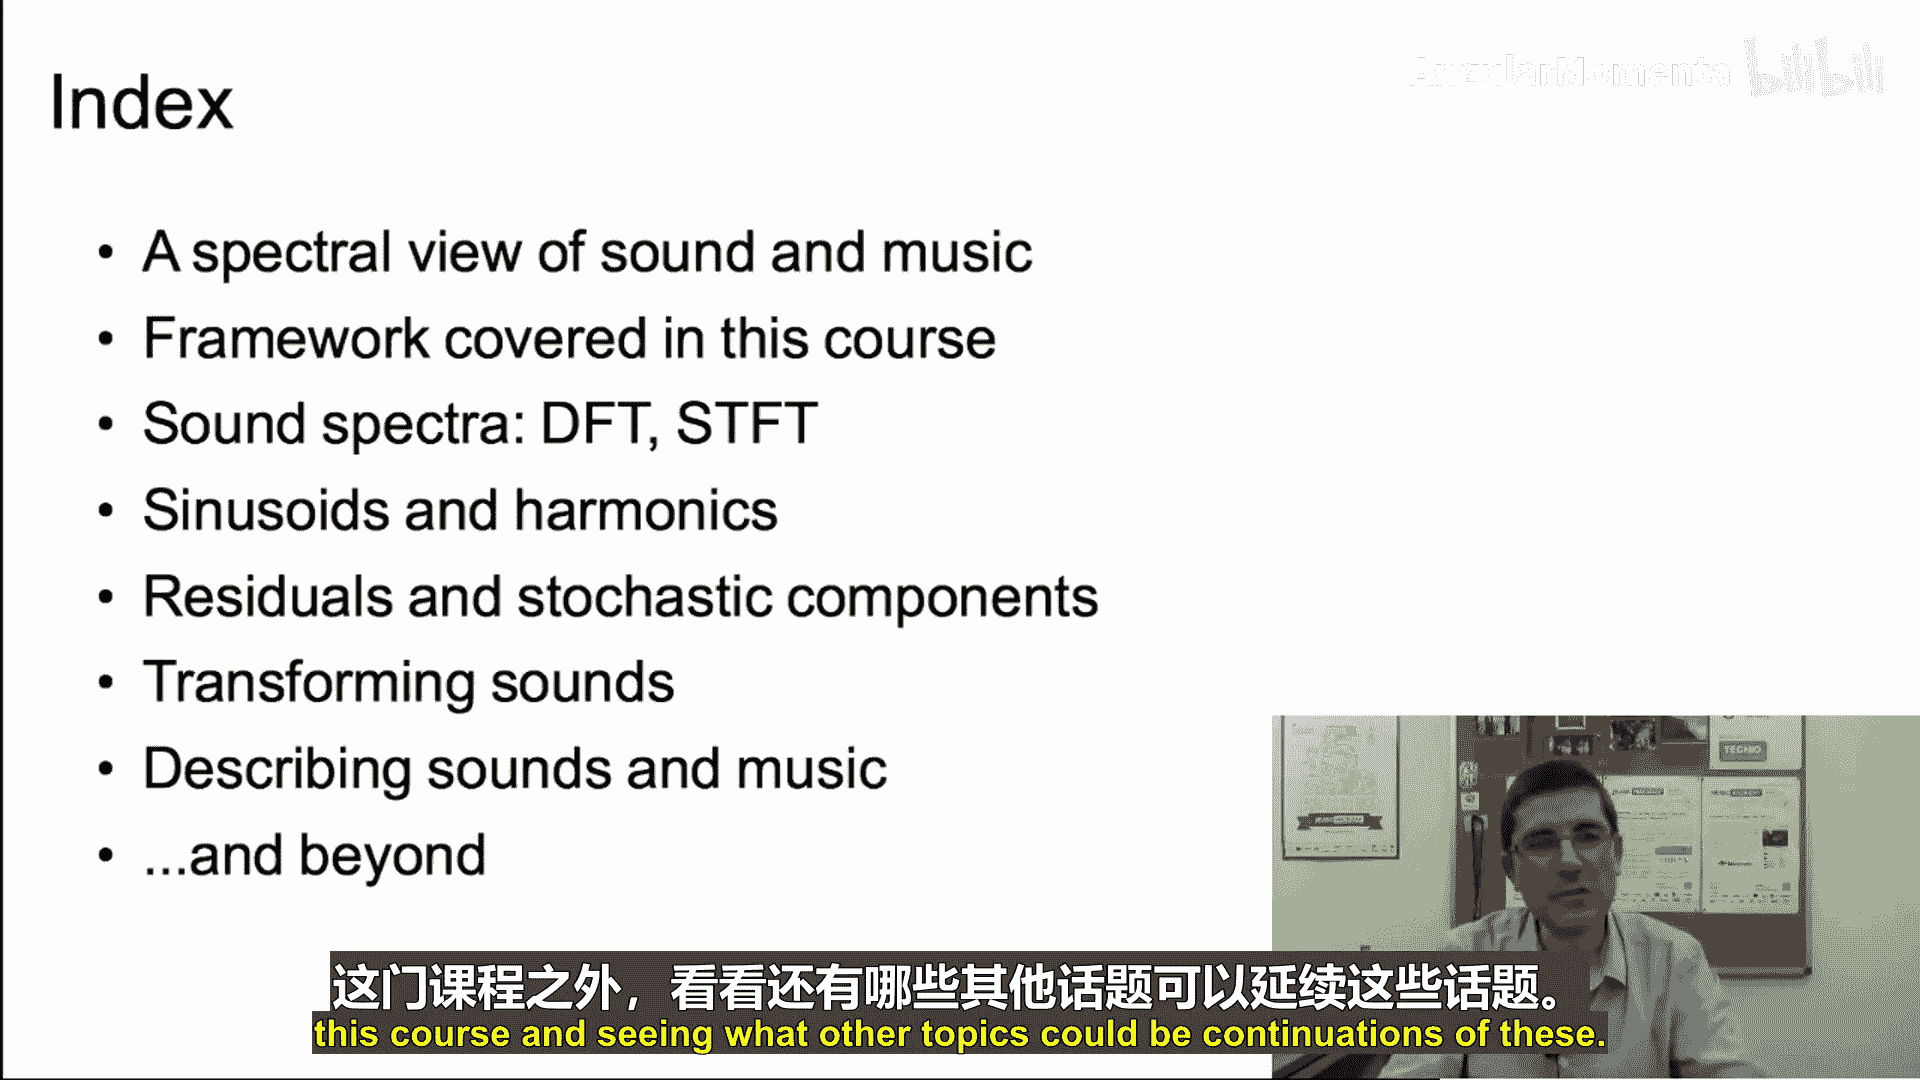 Index
bilibili
• A spectral view of sound and music
• Framework covered in this course
• Sound spectra: DFT, STFT
• Sinusoids and harmonics
• Residuals and stochastic components
• Transforming sounds
• Describing sounds and music
• ...and beyond
TECNIO
这门课程之外，看看还有哪些其他话题可以延续这些话题。
this course and seeing what other topics could be continuations of these.